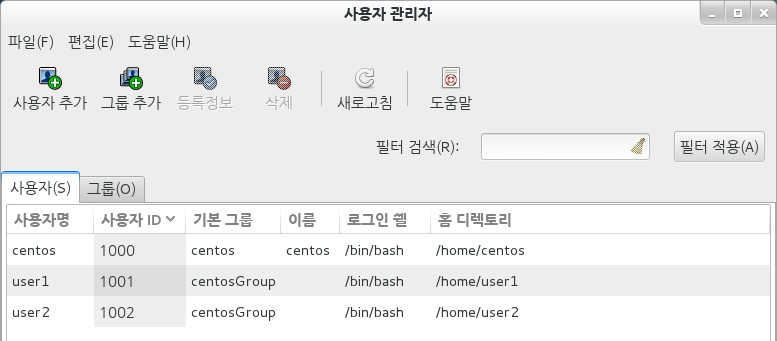 사용자 관리자
파일(F) 편집(E) 도움말(H)
사용자 추가 그룹 추가 등록정보 삭제 새로고침 도움말
필터 검색(R): 필터 적용(A)
사용자(S) 그룹(O)
사용자명 사용자 ID 기본 그룹 이름 로그인 쉘 홈 디렉토리
centos 1000 centos centos /bin/bash /home/centos
user1 1001 centosGroup /bin/bash /home/user1
user2 1002 centosGroup /bin/bash /home/user2